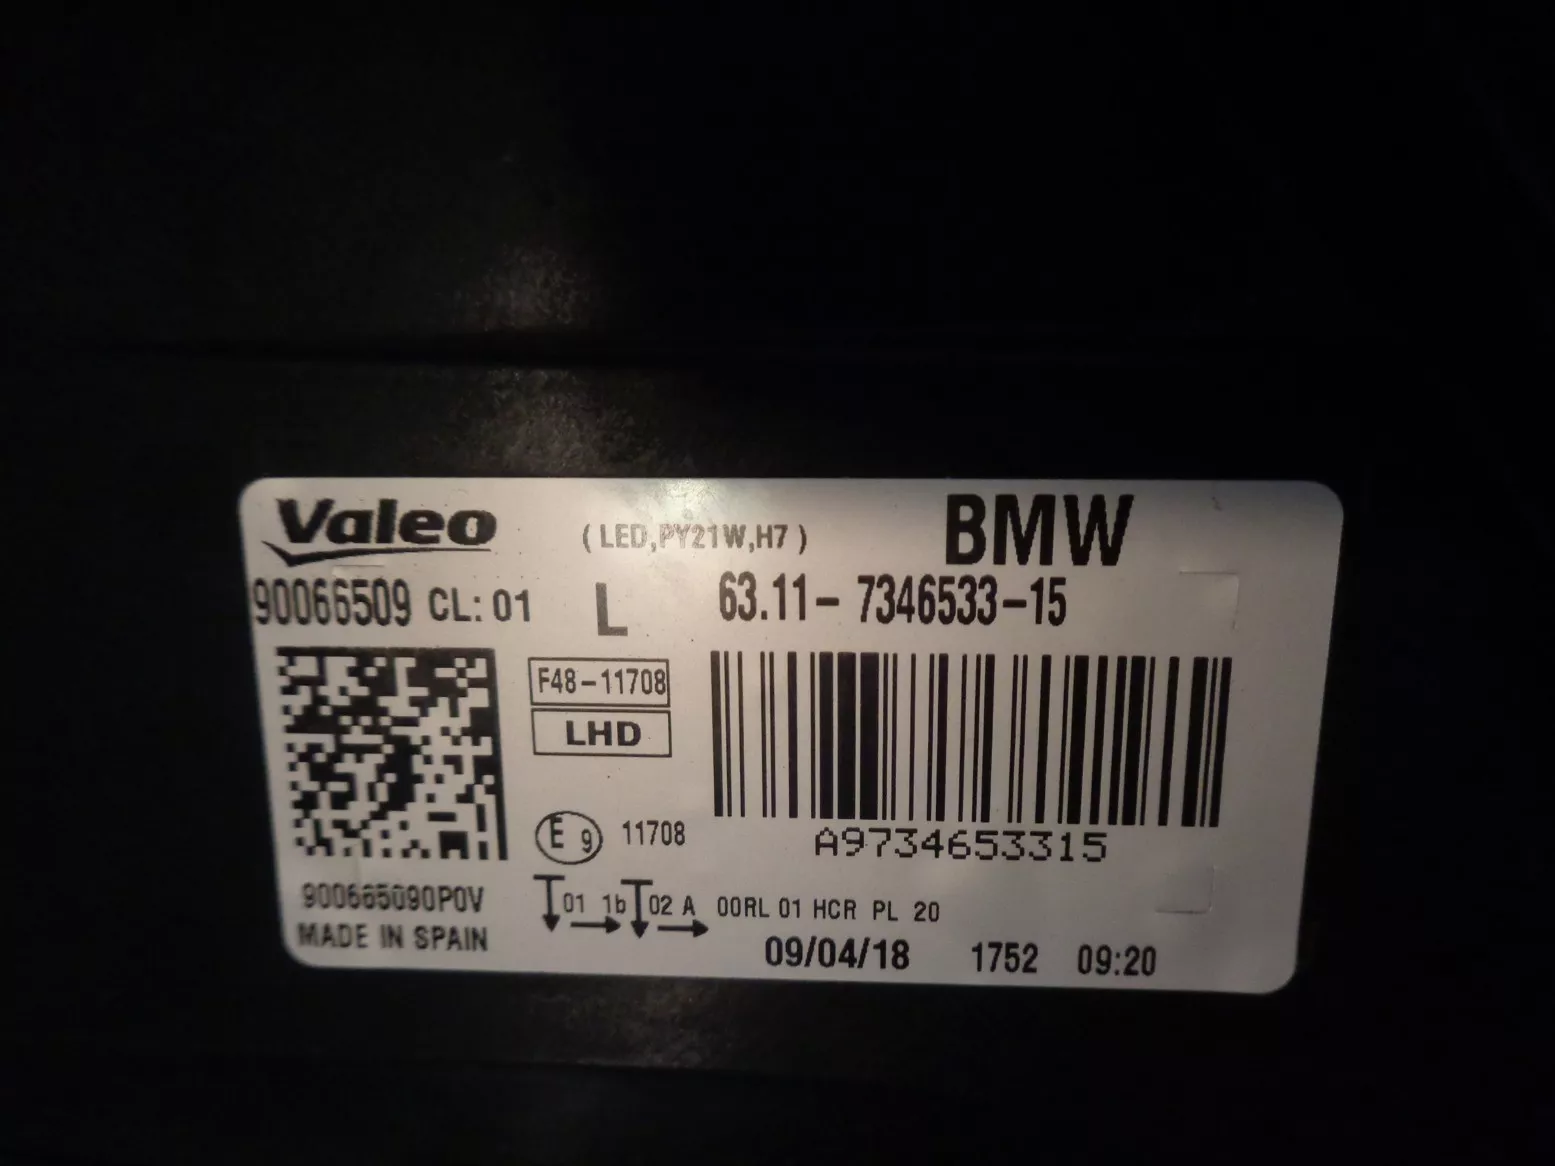 Valeo (LED,PY21W,H7) BMW
90066509 CL: 01 L 63.11- 7346533-15
F48-11708
LHD
E 9 11708
A9734653315
900665090P0V
01 1b 02 A 00RL 01 HCR PL 20
MADE IN SPAIN
09/04/18 1752 09:20